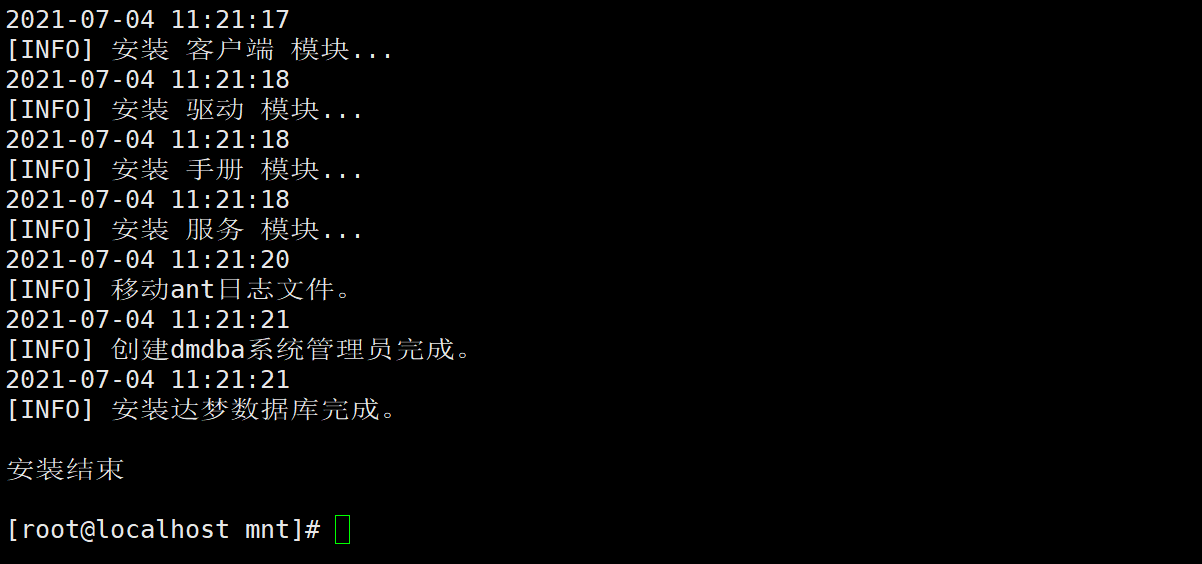 2021-07-04 11:21:17
[INFO] 安装 客户端 模块...
2021-07-04 11:21:18
[INFO] 安装 驱动 模块...
2021-07-04 11:21:18
[INFO] 安装 手册 模块...
2021-07-04 11:21:18
[INFO] 安装 服务 模块...
2021-07-04 11:21:20
[INFO] 移动ant日志文件。
2021-07-04 11:21:21
[INFO] 创建dmdba系统管理员完成。
2021-07-04 11:21:21
[INFO] 安装达梦数据库完成。
安装结束
[root@localhost mnt]#